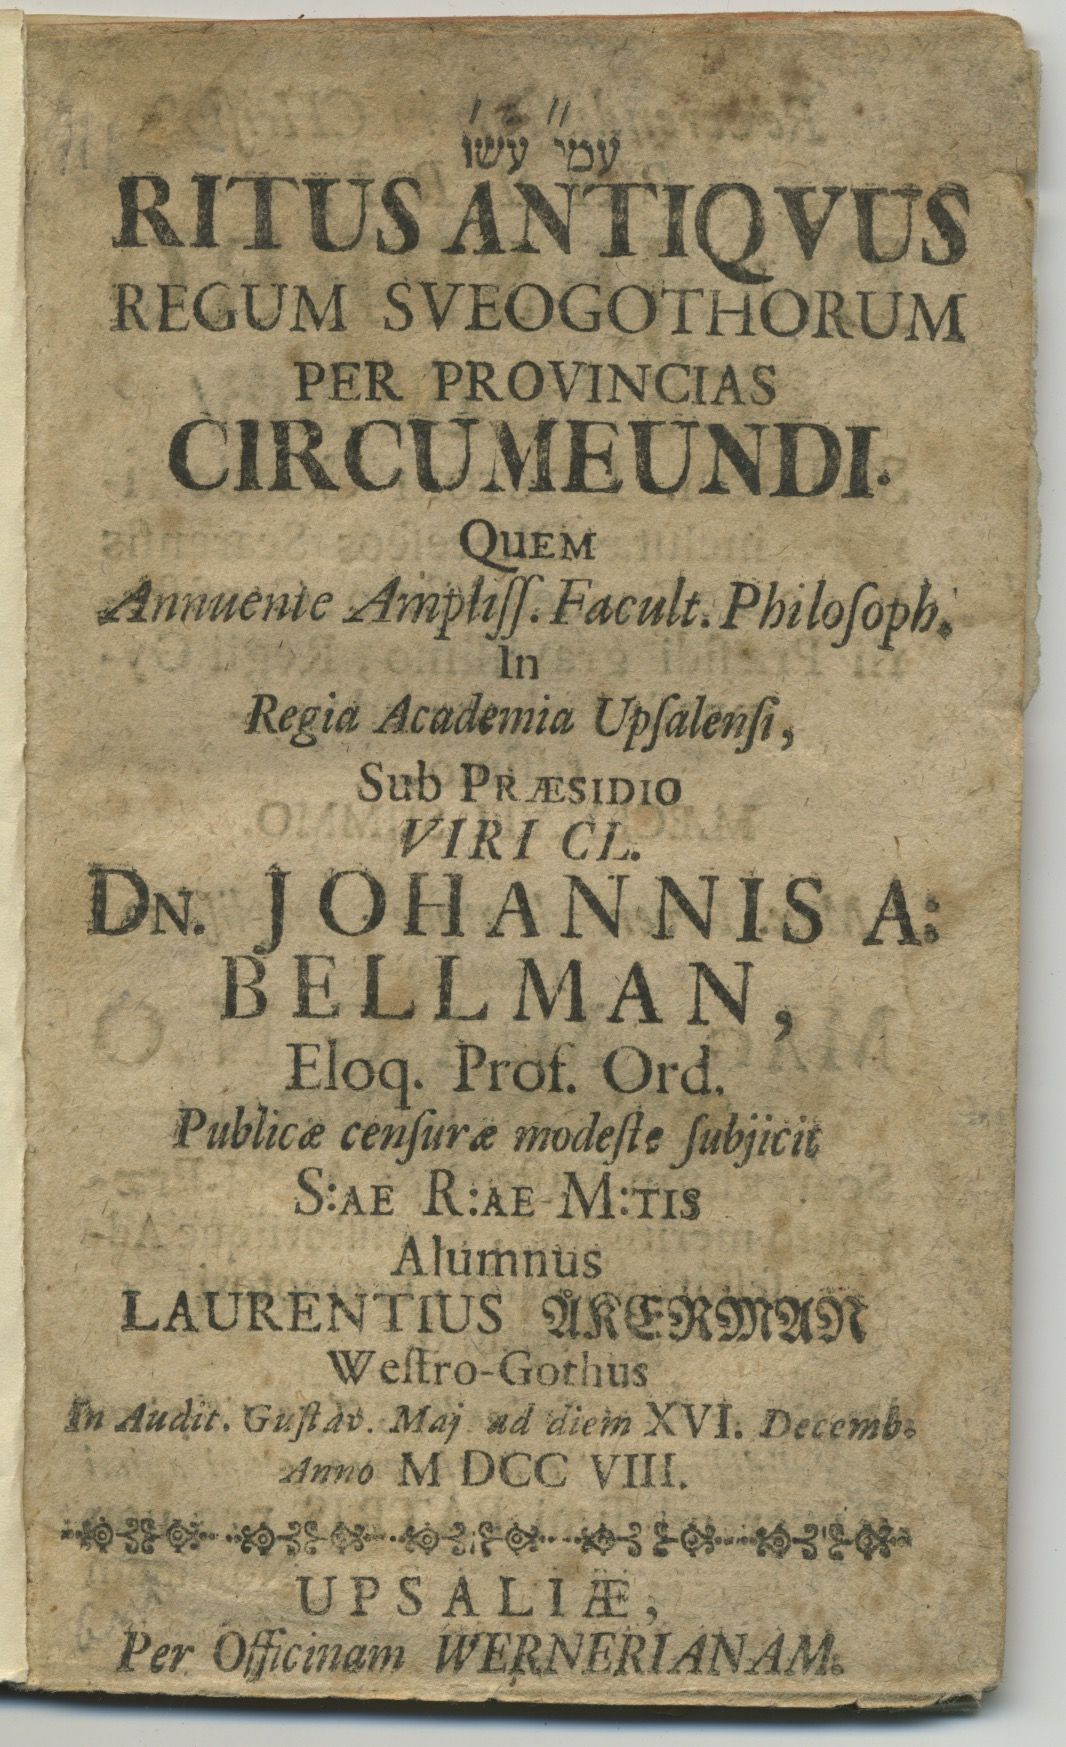 עמי״ עשו
RITUS ANTIQVUS
REGUM SVEOGOTHORUM
PER PROVINCIAS
CIRCUMEUNDI.
QUEM
Annuente Ampliſſ. Facult. Philoſoph.
In
Regia Academia Upſalenſi,
Sub PRÆSIDIO
VIRI CL.
DN. JOHANNIS A:
BELLMAN,
Eloq. Prof. Ord.
Publicæ cenſuræ modeſte ſubjicit
S:AE R:AE M:TIS
Alumnus
LAURENTIUS ÅKERMAN
Weſtro-Gothus
In Audit. Guſtav. Maj ad diem XVI. Decemb.
Anno M DCC VIII.
UPSALIÆ,
Per Officinam WERNERIANAM.